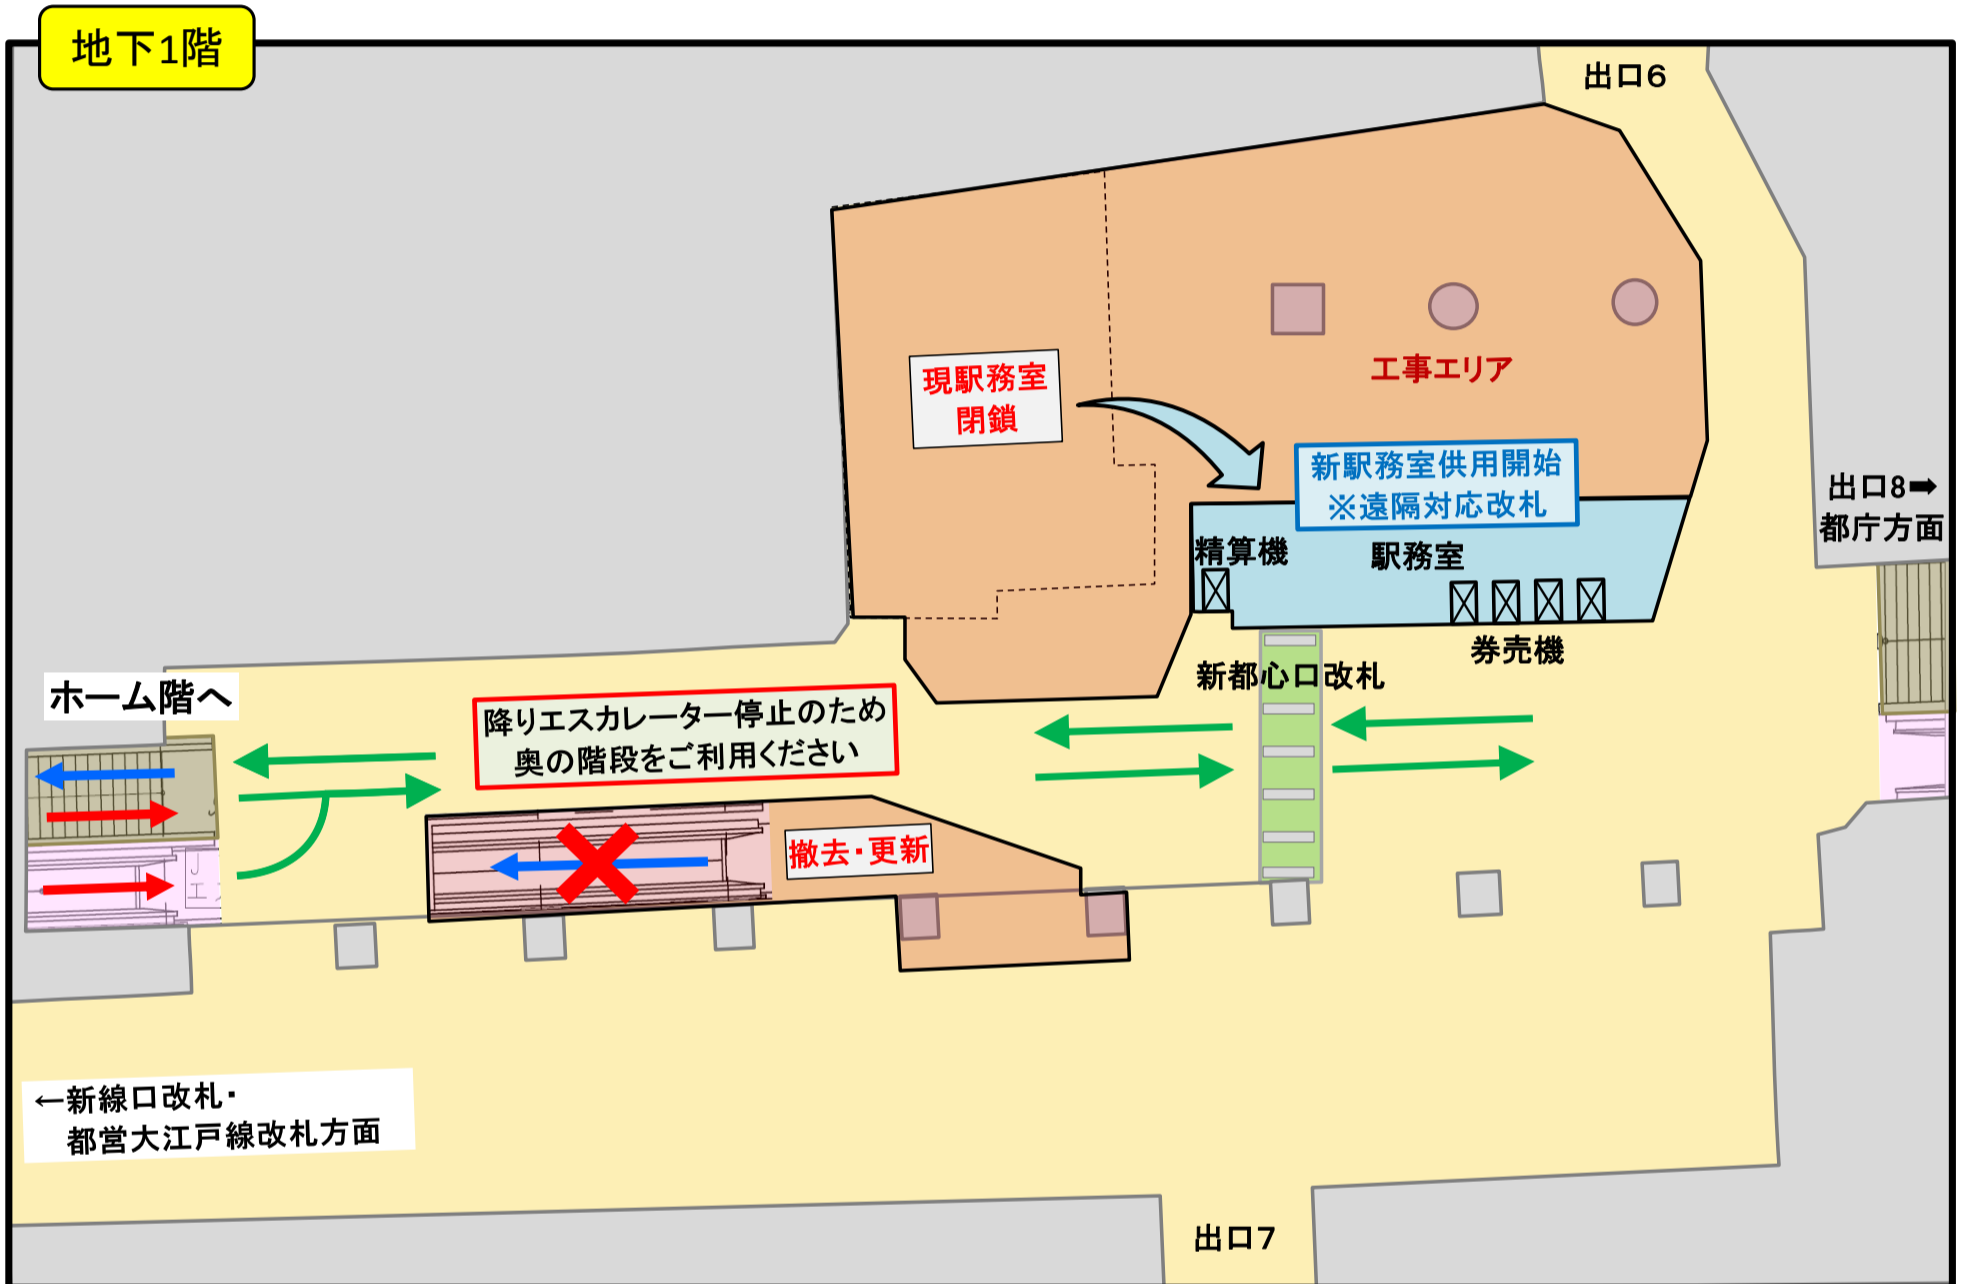 地下1階
出口6
現駅務室
閉鎖
工事エリア
新駅務室供用開始
※遠隔対応改札
出口8➡
都庁方面
精算機
駅務室
券売機
新都心口改札
ホーム階へ
降りエスカレーター停止のため
奥の階段をご利用ください
撤去・更新
←新線口改札・
都営大江戸線改札方面
出口7